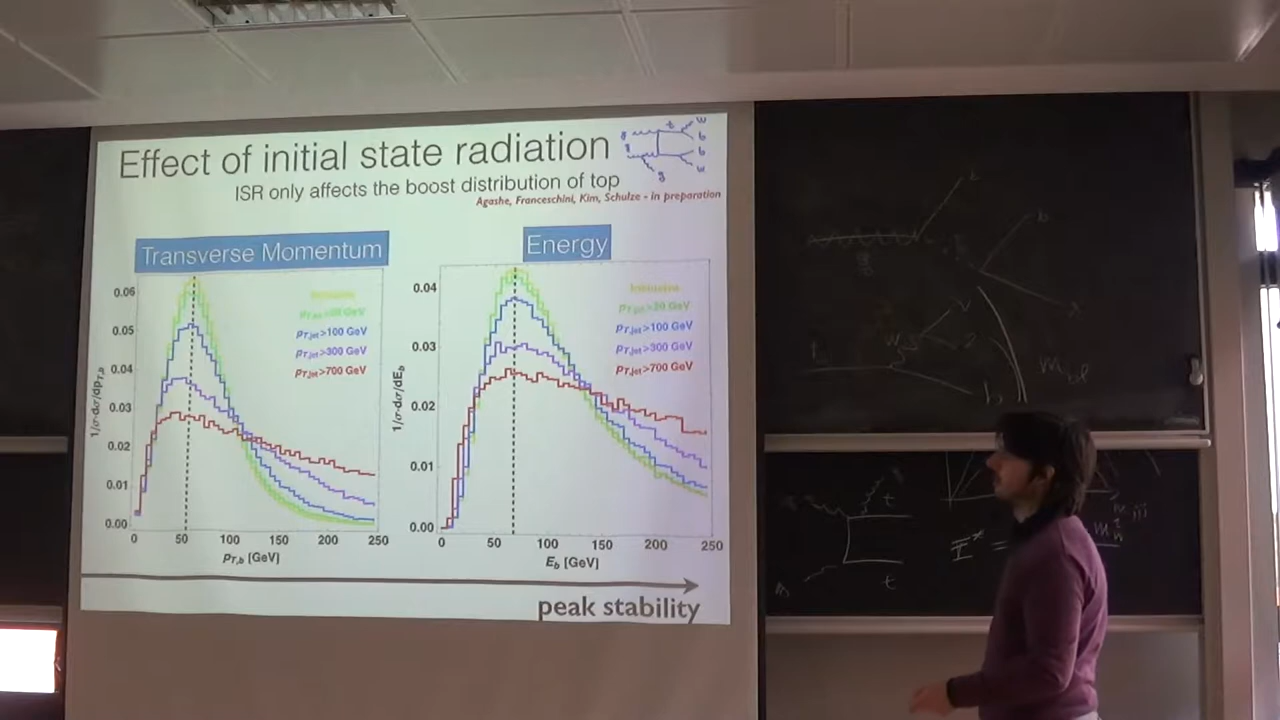 Effect of initial state radiation
ISR only affects the boost distribution of top
Agashe, Franceschini, Kim, Schulze - in preparation
t w
g b
b
w
g
Transverse Momentum
Energy
0.06
0.05
0.04
0.03
0.02
0.01
0.00
1/σ·dσ/dpT,b
Inclusive
pT,jet>100 GeV
pT,jet>300 GeV
pT,jet>700 GeV
0 50 100 150 200 250
pT,b [GeV]
0.04
0.03
0.02
0.01
0.00
1/σ·dσ/dEb
Inclusive
pT,jet>30 GeV
pT,jet>100 GeV
pT,jet>300 GeV
pT,jet>700 GeV
0 50 100 150 200 250
Eb [GeV]
peak stability
b
w
b
t
t